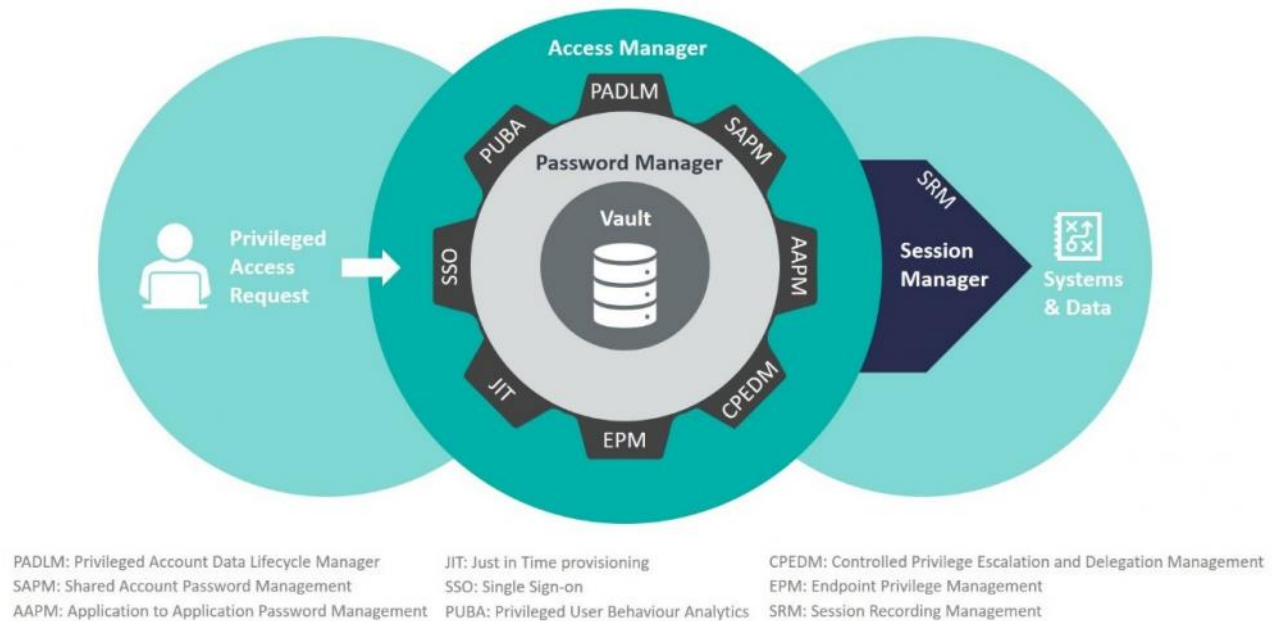 Access Manager
PADLM
PUBA
SAPM
Password Manager
SRM
Vault
Privileged
Access
Request
SSO
AAPM
Session
Manager
Systems
& Data
JIT
CPEDM
EPM
PADLM: Privileged Account Data Lifecycle Manager
SAPM: Shared Account Password Management
AAPM: Application to Application Password Management
JIT: Just in Time provisioning
SSO: Single Sign-on
PUBA: Privileged User Behaviour Analytics
CPEDM: Controlled Privilege Escalation and Delegation Management
EPM: Endpoint Privilege Management
SRM: Session Recording Management